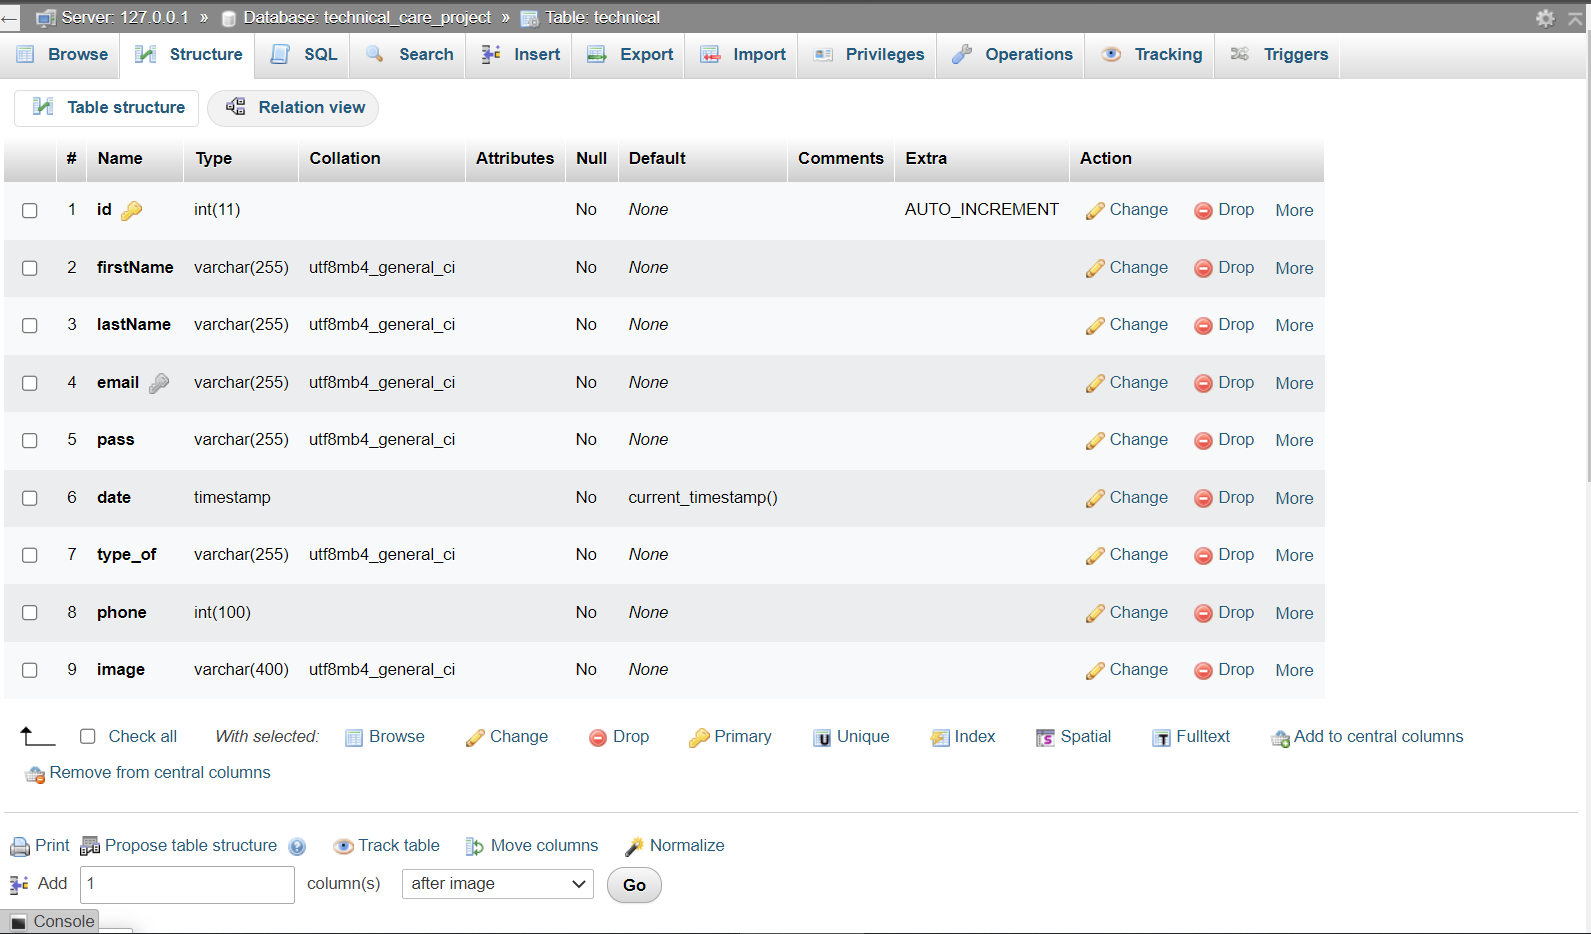 Server: 127.0.0.1 » Database: technical_care_project » Table: technical
Browse Structure SQL Search Insert Export Import Privileges Operations Tracking Triggers
Table structure Relation view
# Name Type Collation Attributes Null Default Comments Extra Action
1 id int(11) No None AUTO_INCREMENT Change Drop More
2 firstName varchar(255) utf8mb4_general_ci No None Change Drop More
3 lastName varchar(255) utf8mb4_general_ci No None Change Drop More
4 email varchar(255) utf8mb4_general_ci No None Change Drop More
5 pass varchar(255) utf8mb4_general_ci No None Change Drop More
6 date timestamp No current_timestamp() Change Drop More
7 type_of varchar(255) utf8mb4_general_ci No None Change Drop More
8 phone int(100) No None Change Drop More
9 image varchar(400) utf8mb4_general_ci No None Change Drop More
Check all With selected: Browse Change Drop Primary Unique Index Spatial Fulltext Add to central columns
Remove from central columns
Print Propose table structure Track table Move columns Normalize
Add 1 column(s) after image Go
Console